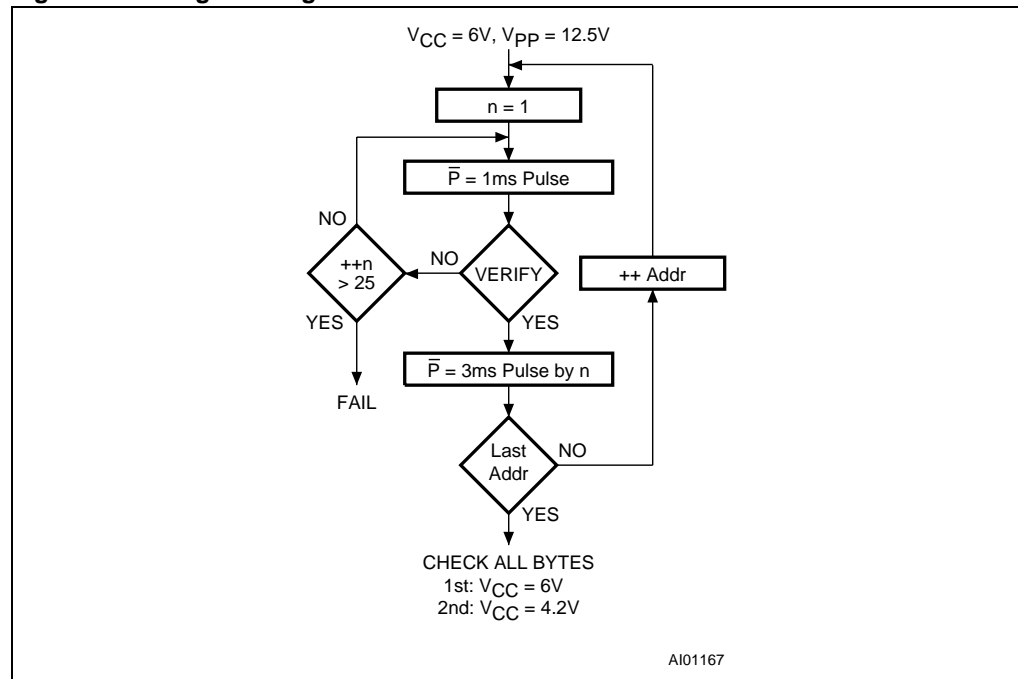 VCC = 6V, VPP = 12.5V
n = 1
P̅ = 1ms Pulse
NO
++n
> 25
NO
VERIFY
++ Addr
YES
YES
P̅ = 3ms Pulse by n
FAIL
Last
Addr
NO
YES
CHECK ALL BYTES
1st: VCC = 6V
2nd: VCC = 4.2V
AI01167